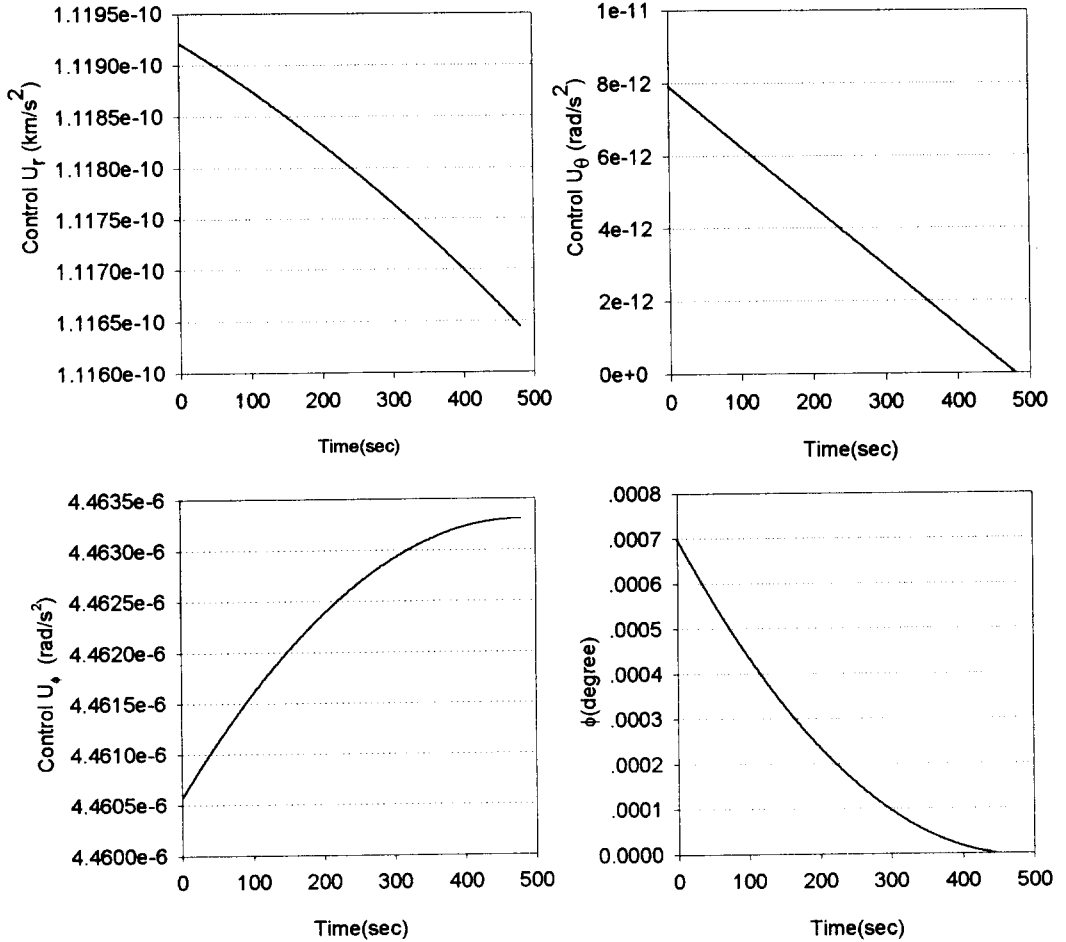 Control U_r (km/s²)
1.1195e-10
1.1190e-10
1.1185e-10
1.1180e-10
1.1175e-10
1.1170e-10
1.1165e-10
1.1160e-10
0 100 200 300 400 500
Time(sec)
Control U_θ (rad/s²)
1e-11
8e-12
6e-12
4e-12
2e-12
0e+0
0 100 200 300 400 500
Time(sec)
Control U_ϕ (rad/s²)
4.4635e-6
4.4630e-6
4.4625e-6
4.4620e-6
4.4615e-6
4.4610e-6
4.4605e-6
4.4600e-6
0 100 200 300 400 500
Time(sec)
ϕ(degree)
.0008
.0007
.0006
.0005
.0004
.0003
.0002
.0001
0.0000
0 100 200 300 400 500
Time(sec)